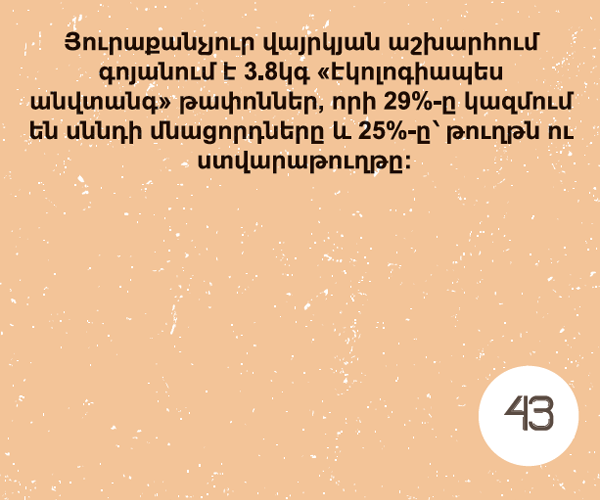 Յուրաքանչյուր վայրկյան աշխարհում
գոյանում է 3.8կգ «էկոլոգիապես
անվտանգ» թափոններ, որի 29%-ը կազմում
են սննդի մնացորդները և 25%-ը՝ թուղթն ու
ստվարաթուղթը:
43